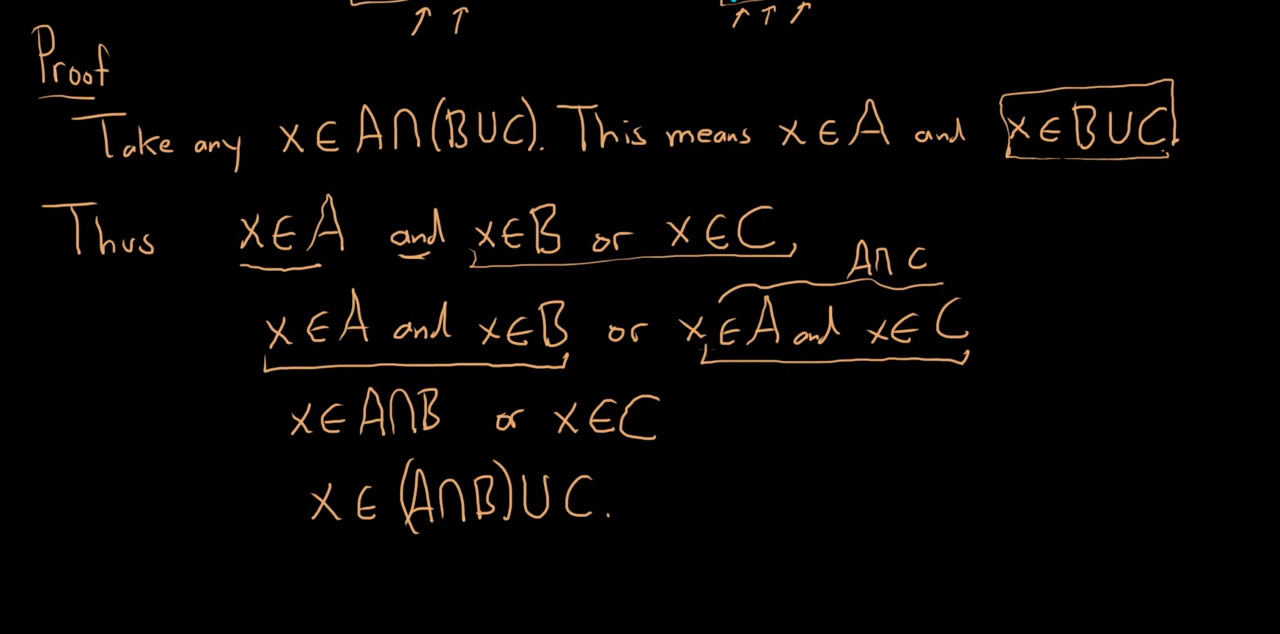 Proof
Take any x ∈ A∩(B∪C). This means x ∈ A and x ∈ B∪C.
Thus x ∈ A and x ∈ B or x ∈ C,
A∩C
x ∈ A and x ∈ B or x ∈ A and x ∈ C
x ∈ A∩B or x ∈ C
x ∈ (A∩B)∪C.